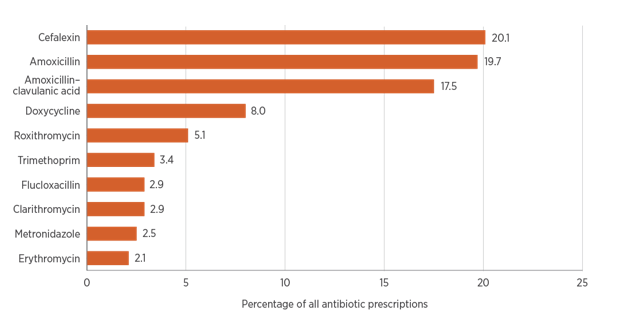 Cefalexin 20.1
Amoxicillin 19.7
Amoxicillin–
clavulanic acid 17.5
Doxycycline 8.0
Roxithromycin 5.1
Trimethoprim 3.4
Flucloxacillin 2.9
Clarithromycin 2.9
Metronidazole 2.5
Erythromycin 2.1
0 5 10 15 20 25
Percentage of all antibiotic prescriptions